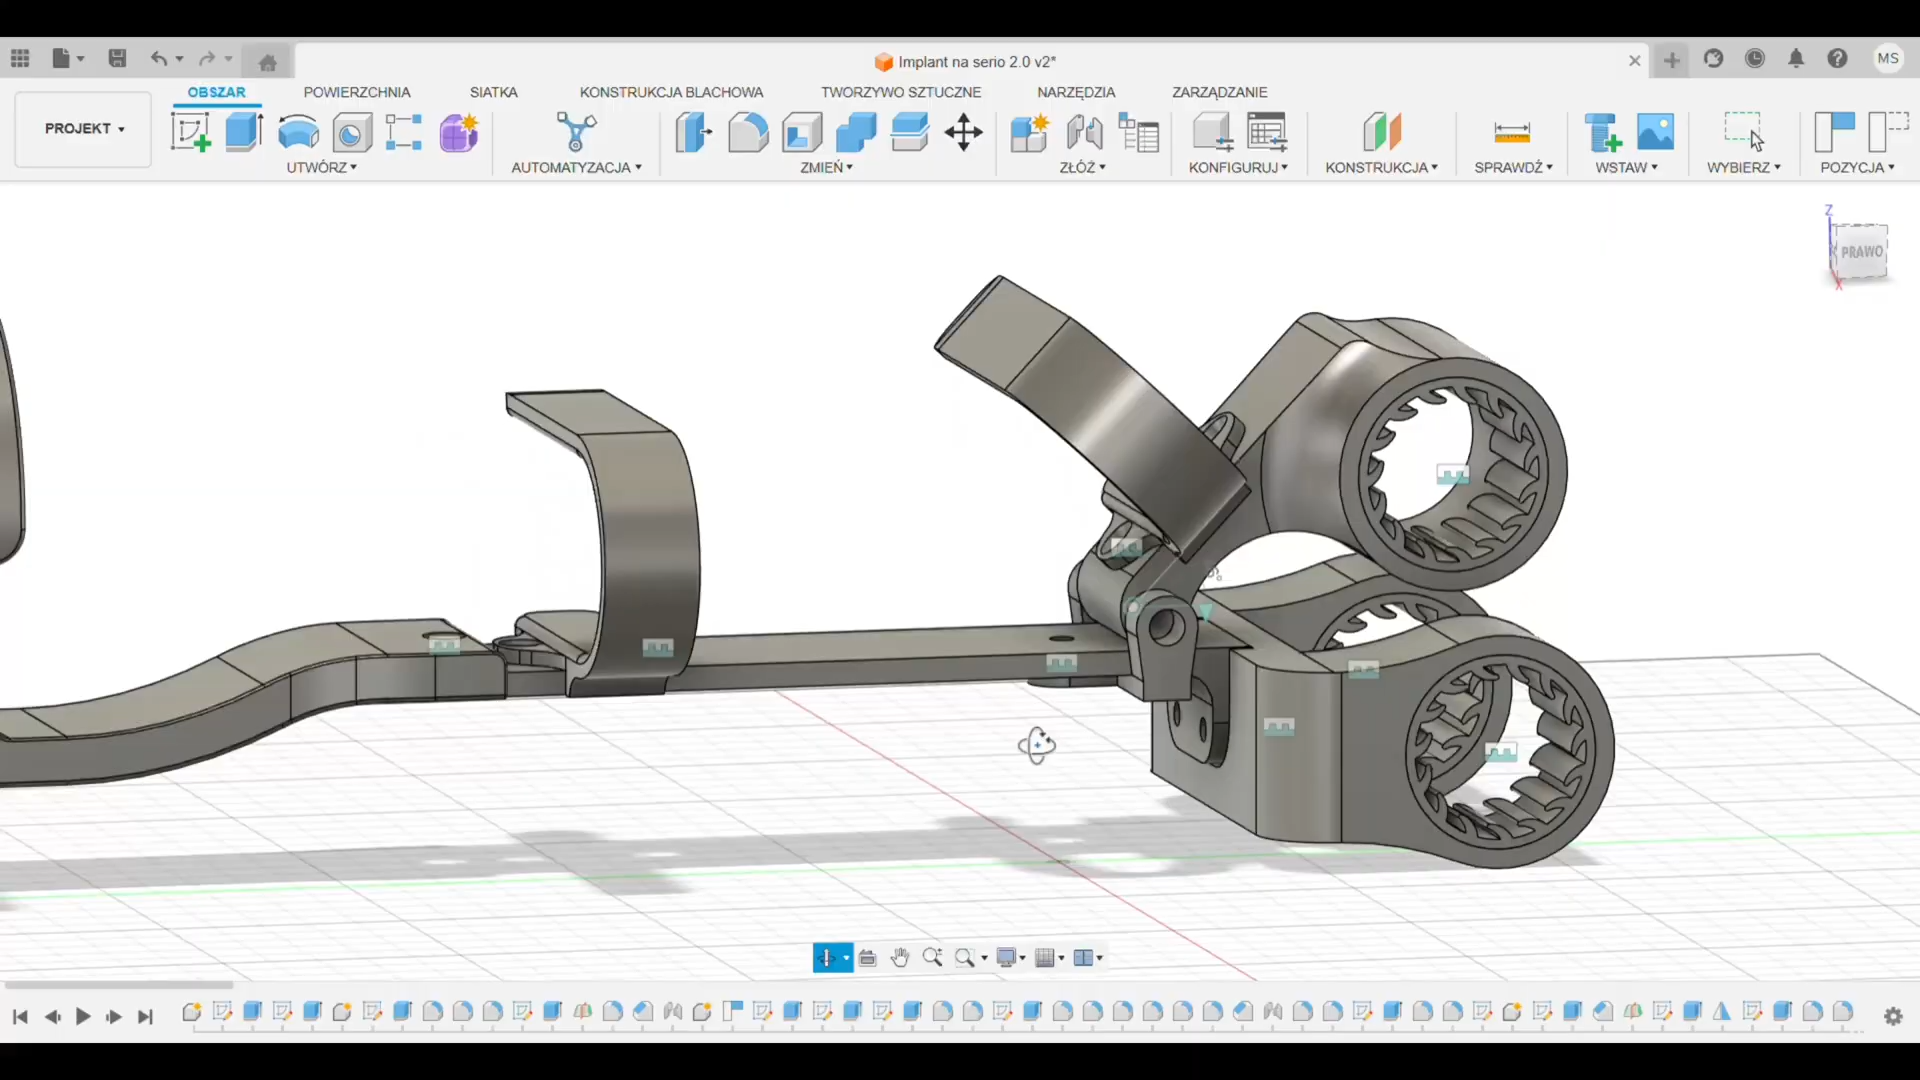 Implant na serio 2.0 v2*
MS
OBSZAR
POWIERZCHNIA
SIATKA
KONSTRUKCJA BLACHOWA
TWORZYWO SZTUCZNE
NARZĘDZIA
ZARZĄDZANIE
PROJEKT
UTWÓRZ
AUTOMATYZACJA
ZMIEŃ
ZŁÓŻ
KONFIGURUJ
KONSTRUKCJA
SPRAWDŹ
WSTAW
WYBIERZ
POZYCJA
Z
PRAWO
X